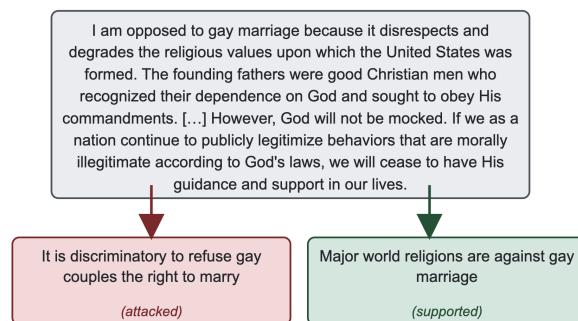 I am opposed to gay marriage because it disrespects and
degrades the religious values upon which the United States was
formed. The founding fathers were good Christian men who
recognized their dependence on God and sought to obey His
commandments. […] However, God will not be mocked. If we as a
nation continue to publicly legitimize behaviors that are morally
illegitimate according to God's laws, we will cease to have His
guidance and support in our lives.
It is discriminatory to refuse gay
couples the right to marry
(attacked)
Major world religions are against gay
marriage
(supported)